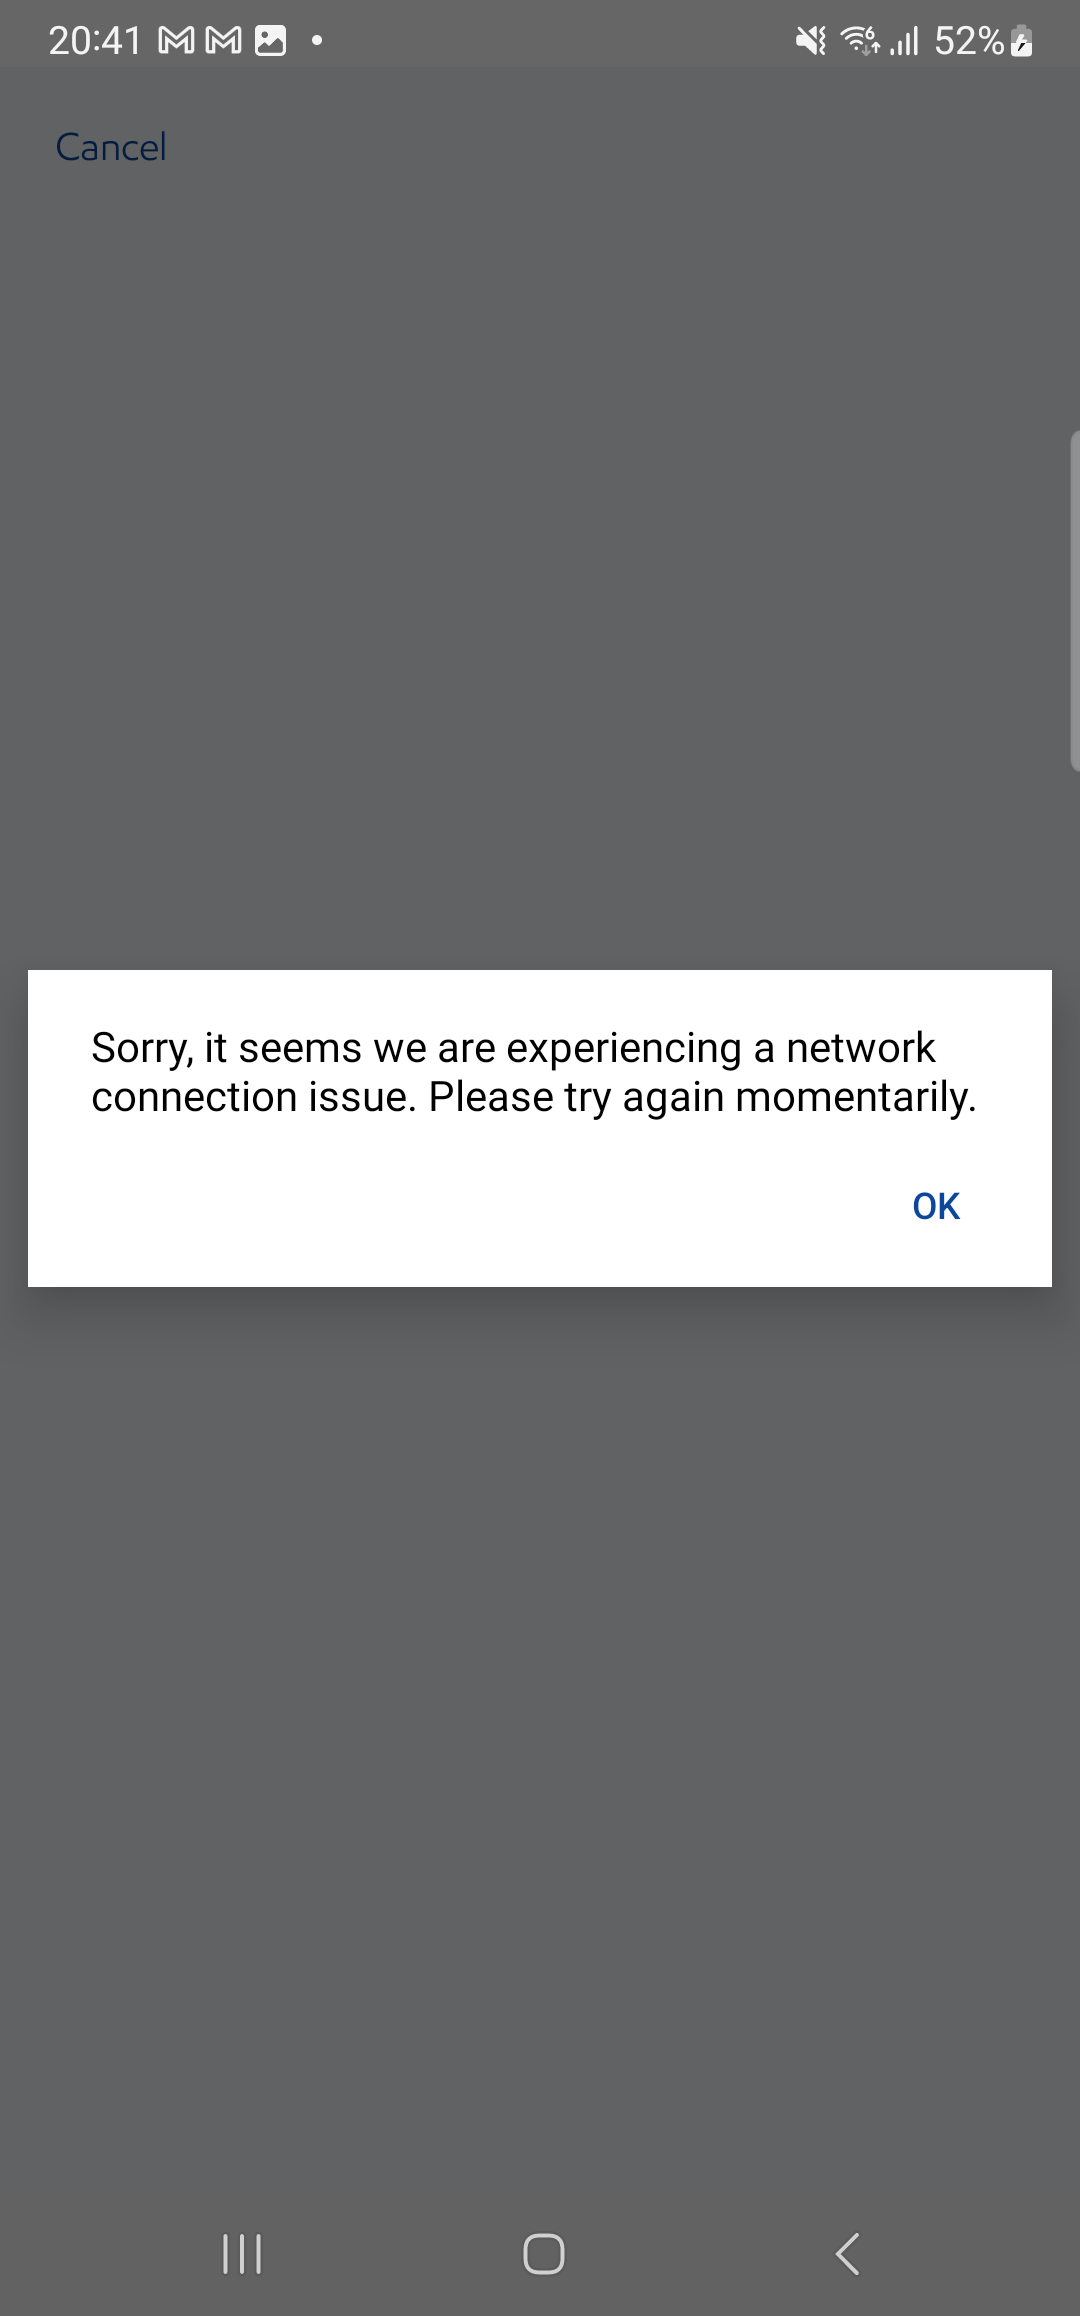 20:41 52%
Cancel
Sorry, it seems we are experiencing a network
connection issue. Please try again momentarily.
OK